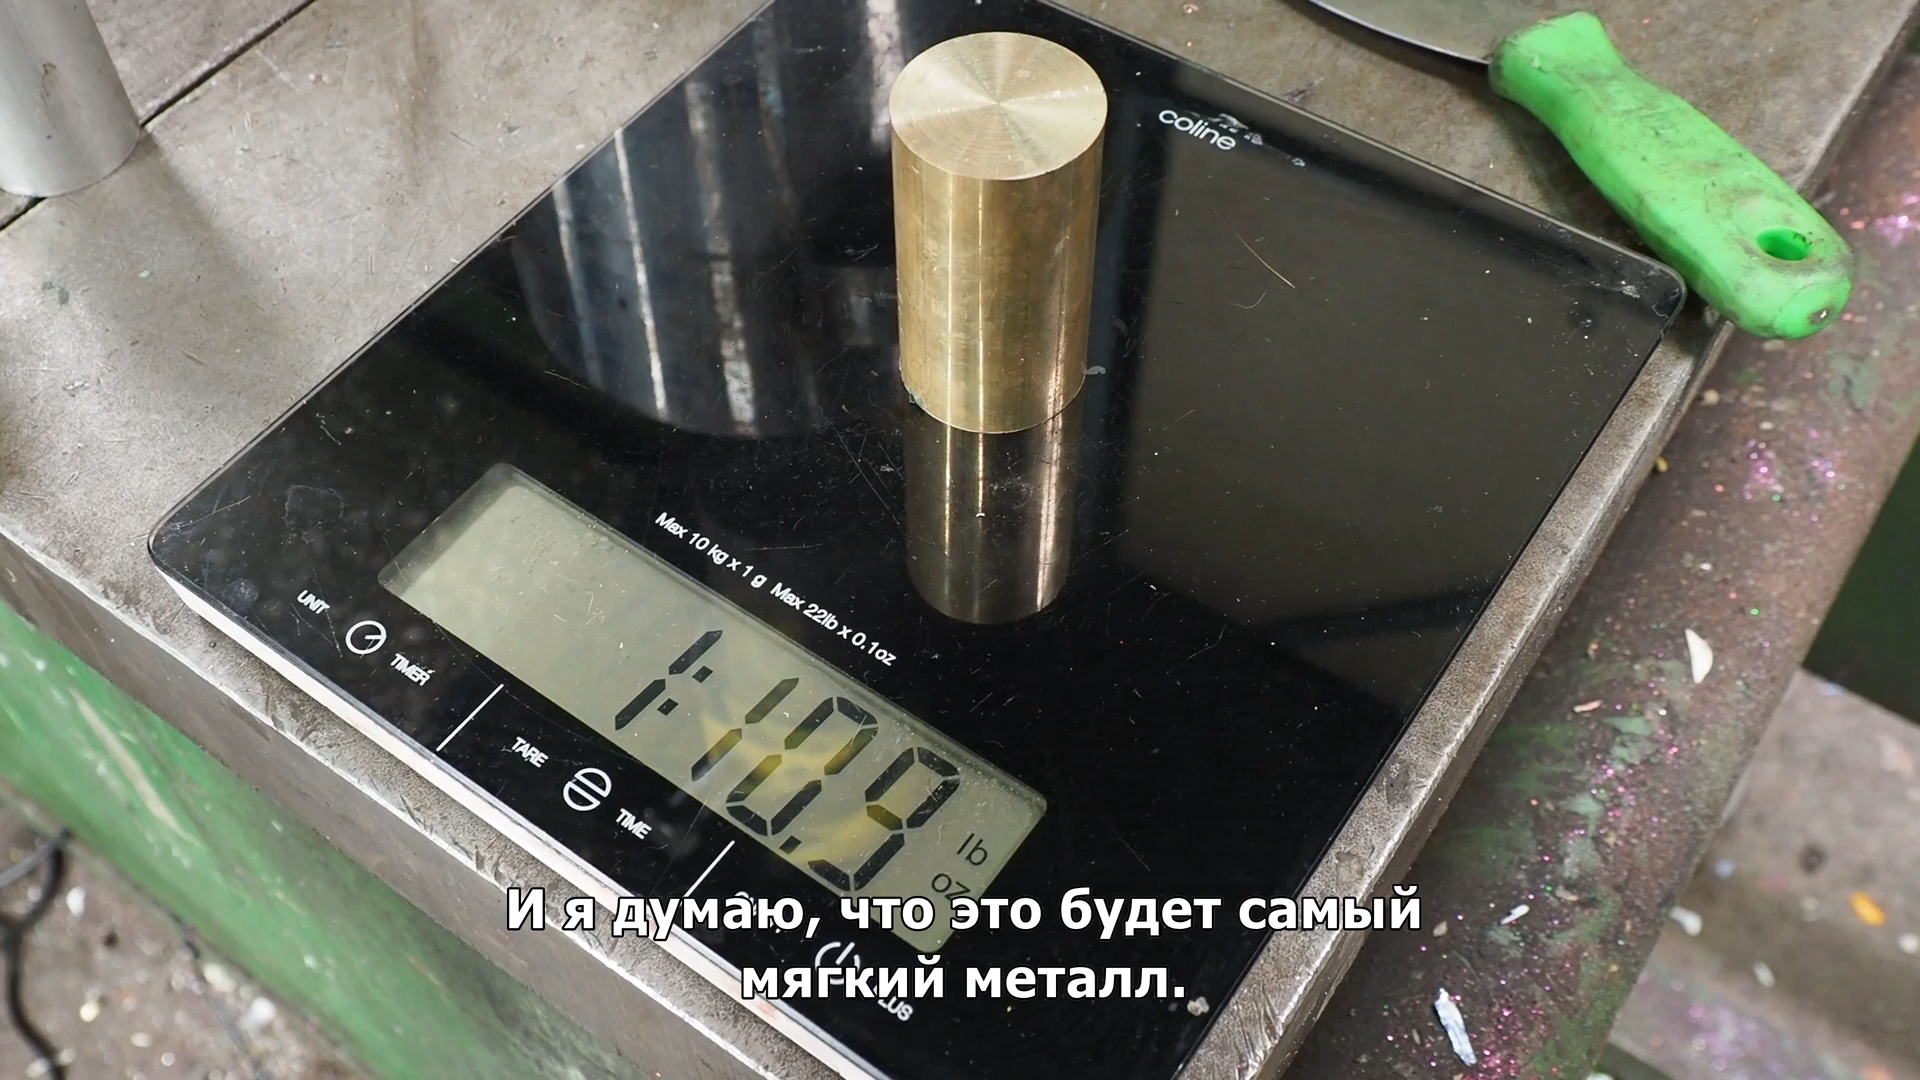 coline
Max 10 kg x 1 g Max 22lb x 0.1oz
UNIT
TIMER
1:10.9
lb
oz
TARE
TIME
И я думаю, что это будет самый
мягкий металл.